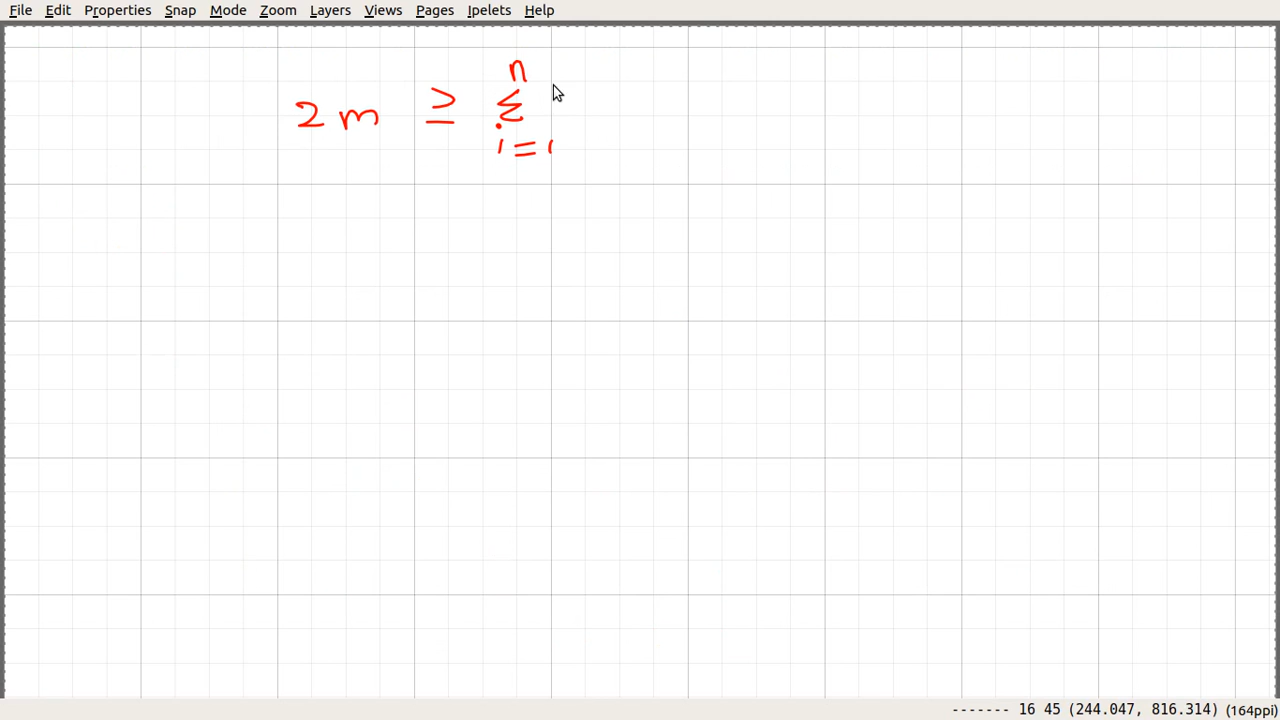 File Edit Properties Snap Mode Zoom Layers Views Pages Ipelets Help
n
2 m ≥ Σ
i = 1
------- 16 45 (244.047, 816.314) (164ppi)